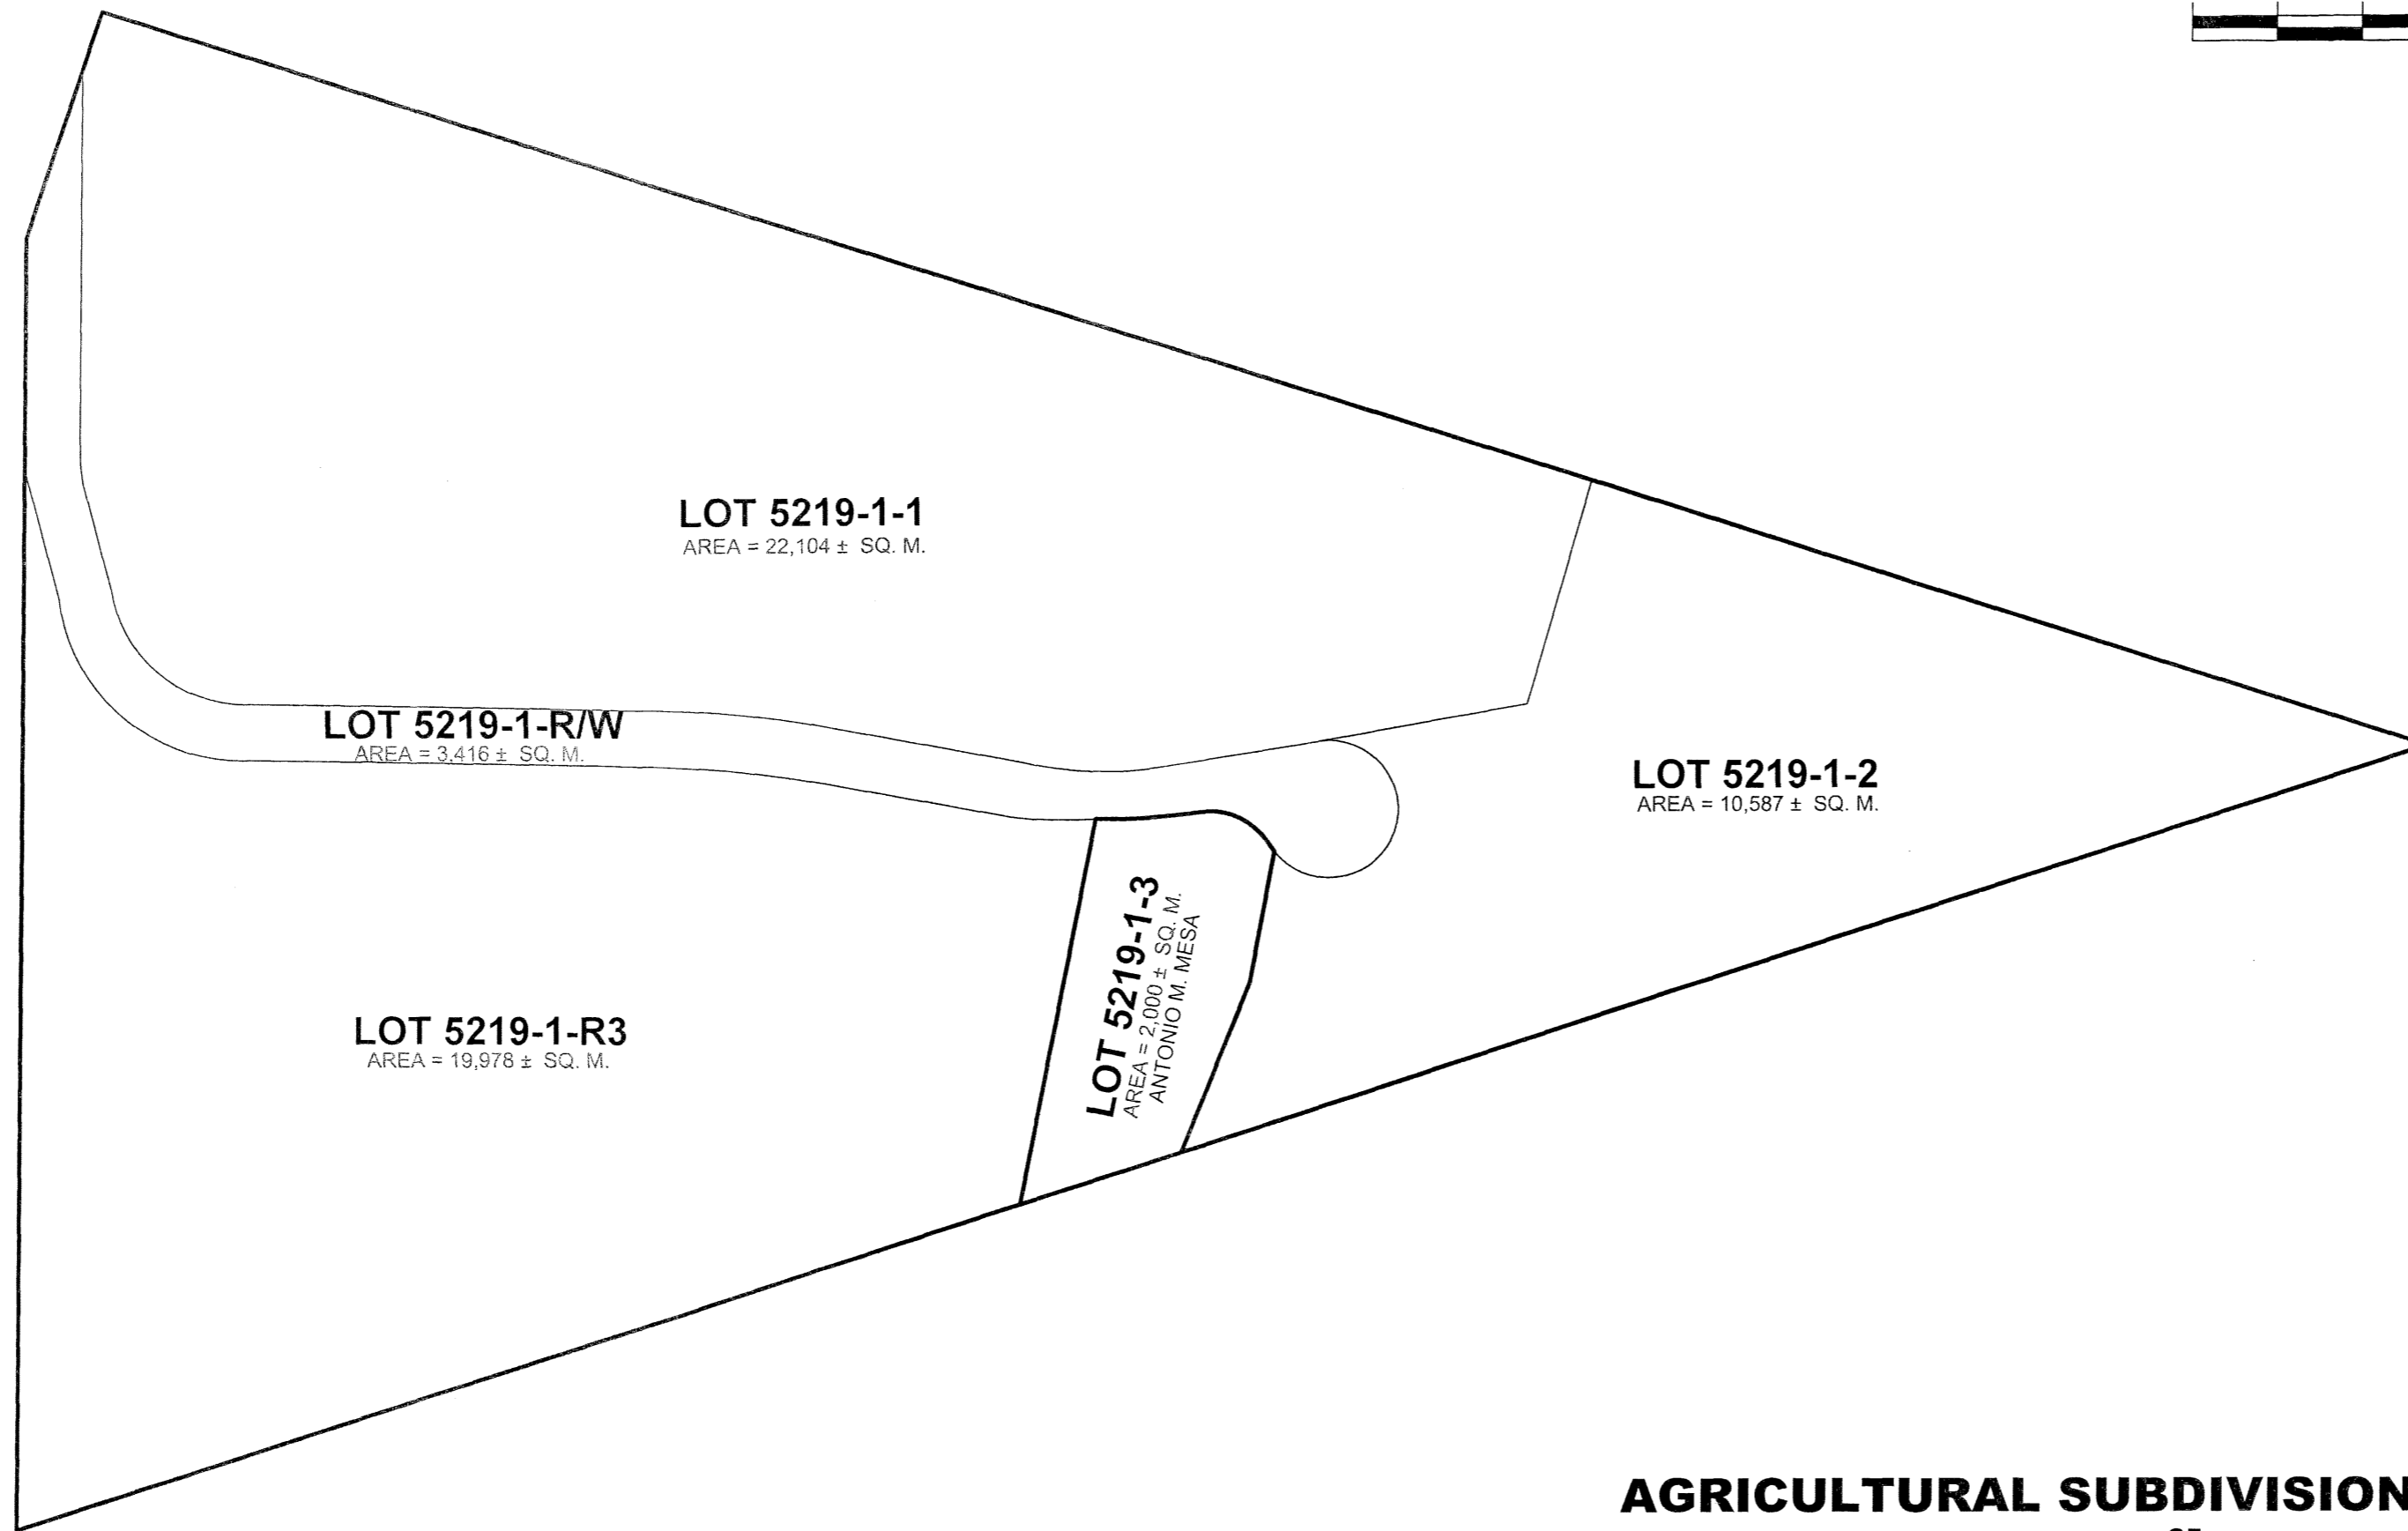 LOT 5219-1-1
AREA = 22,104 ± SQ. M.
LOT 5219-1-R/W
AREA = 3,416 ± SQ. M.
LOT 5219-1-2
AREA = 10,587 ± SQ. M.
LOT 5219-1-3
AREA = 2,000 ± SQ. M.
ANTONIO M. MESA
LOT 5219-1-R3
AREA = 19,978 ± SQ. M.
AGRICULTURAL SUBDIVISION